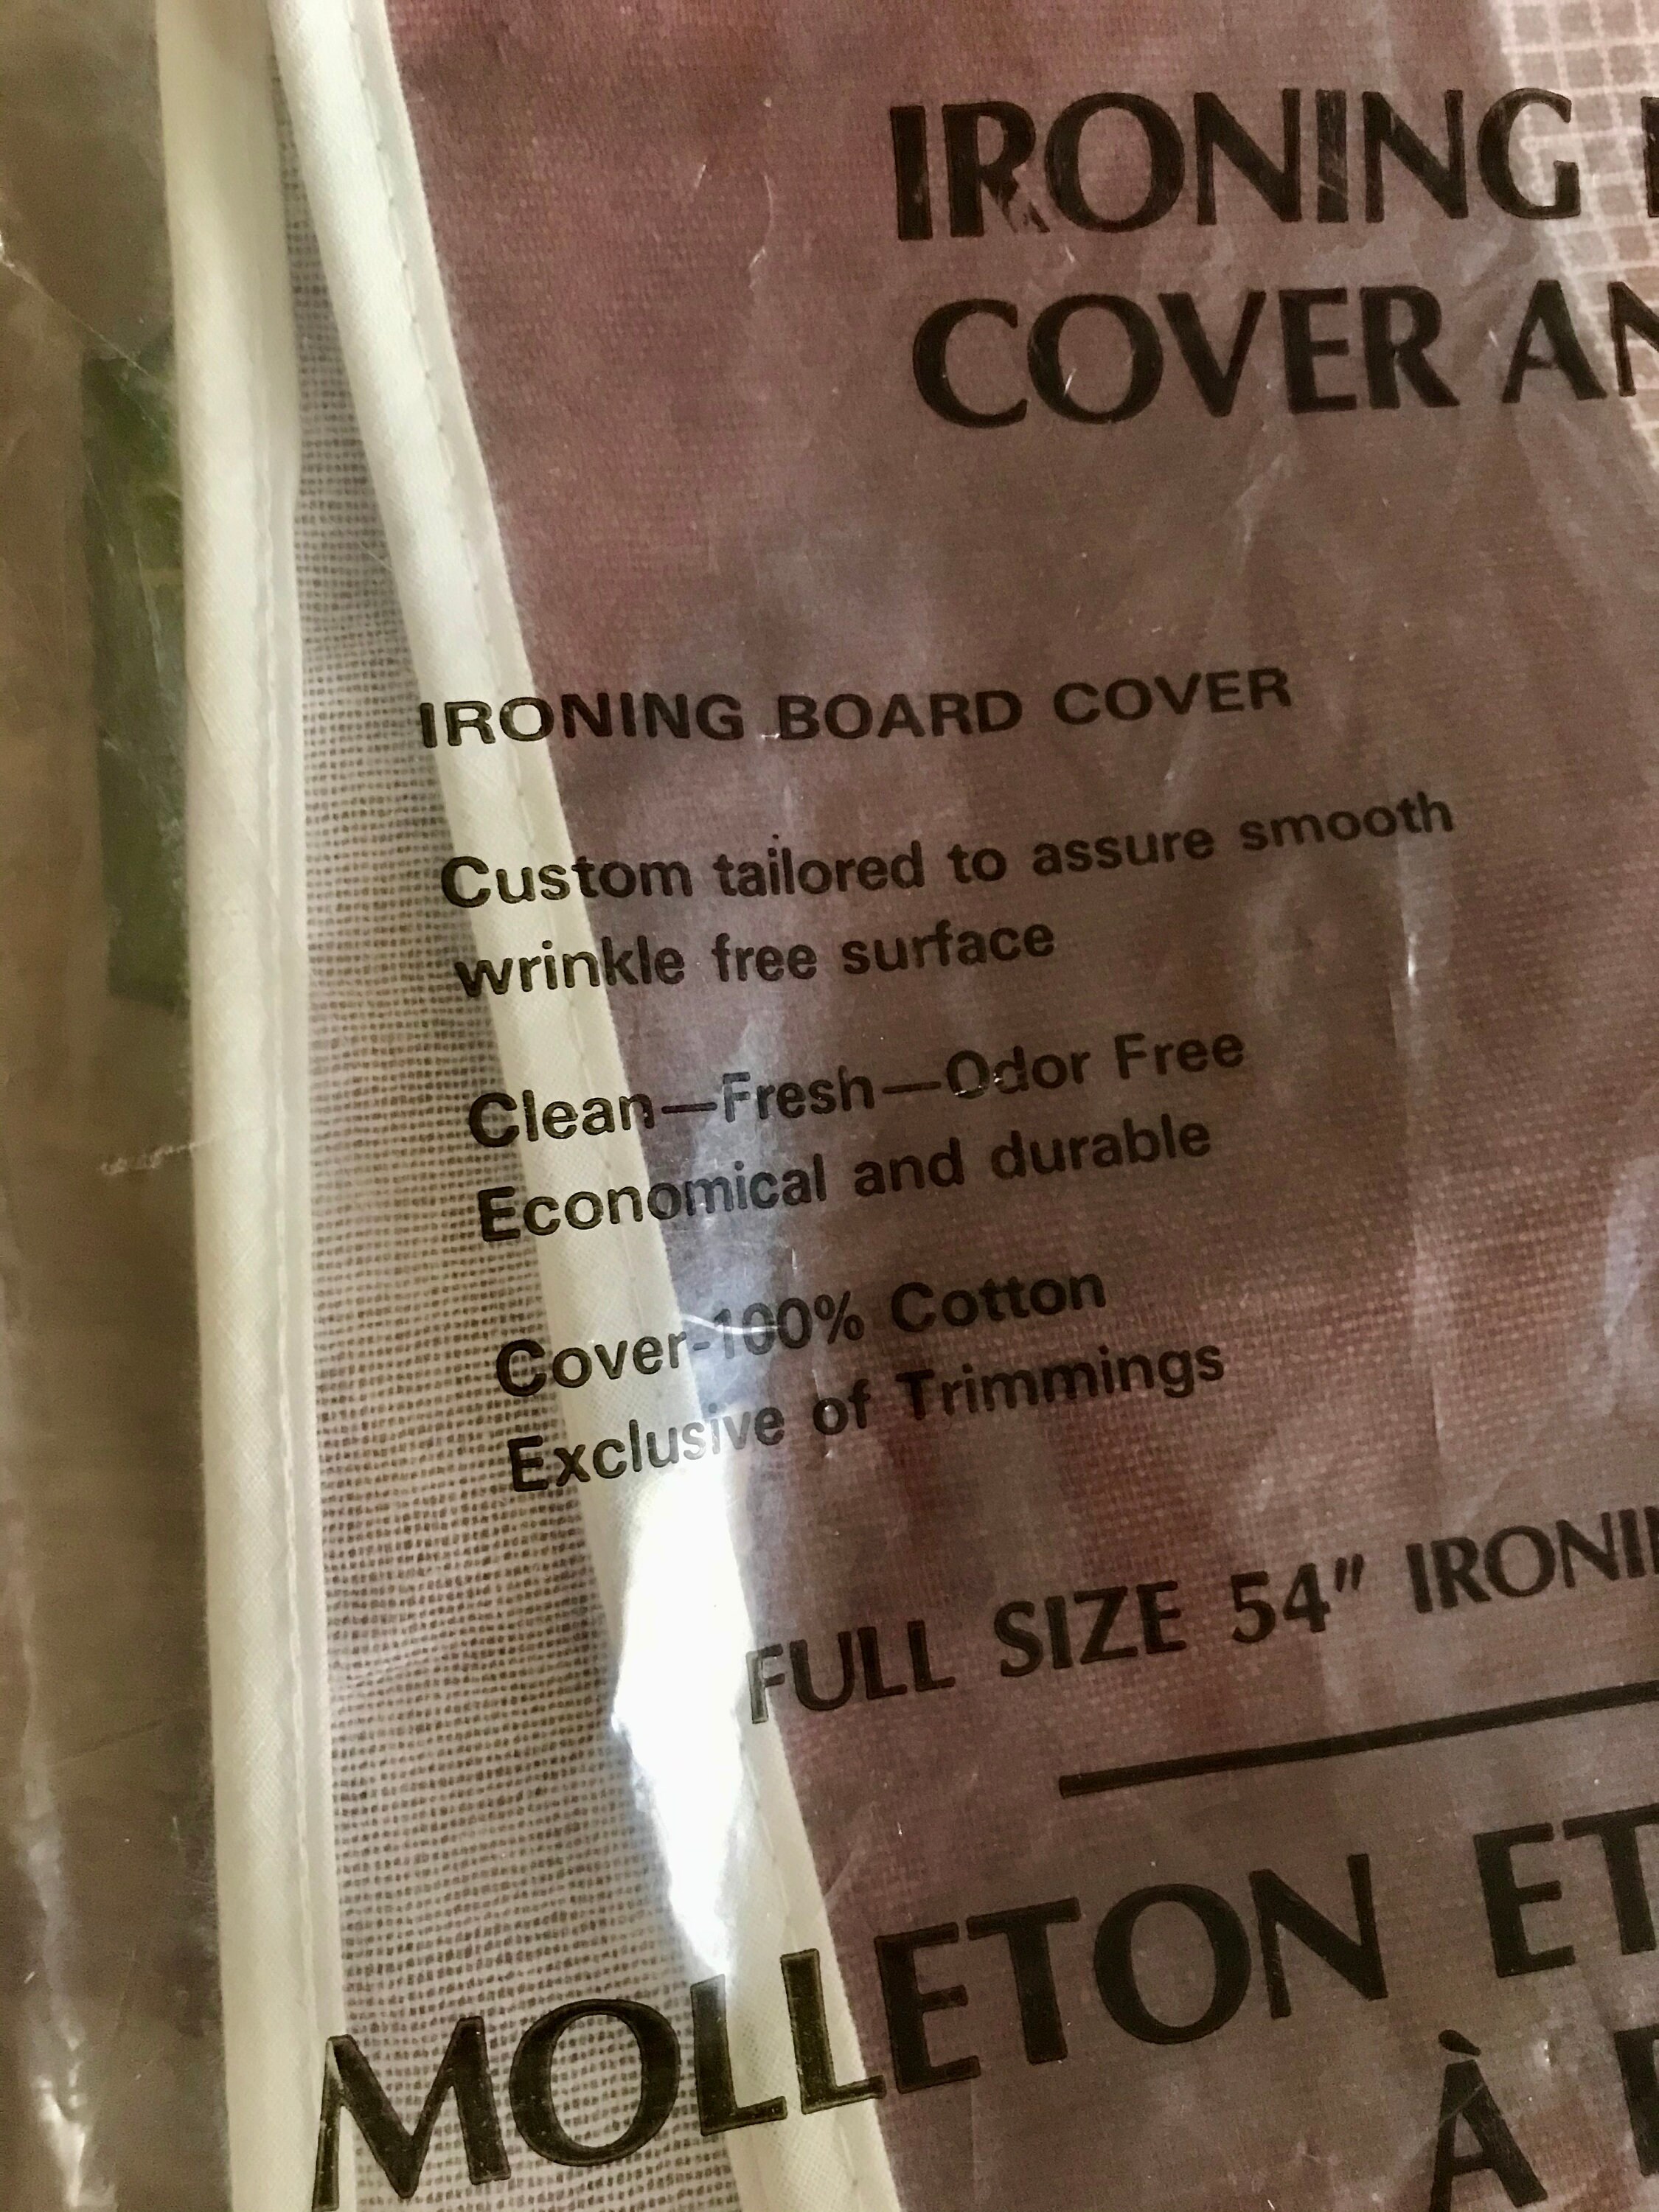 IRONING
COVER
IRONING BOARD COVER
Custom tailored to assure smooth
wrinkle free surface
Clean—Fresh—Odor Free
Economical and durable
Cover-100% Cotton
Exclusive of Trimmings
FULL SIZE 54"
MOLLETON ET
À